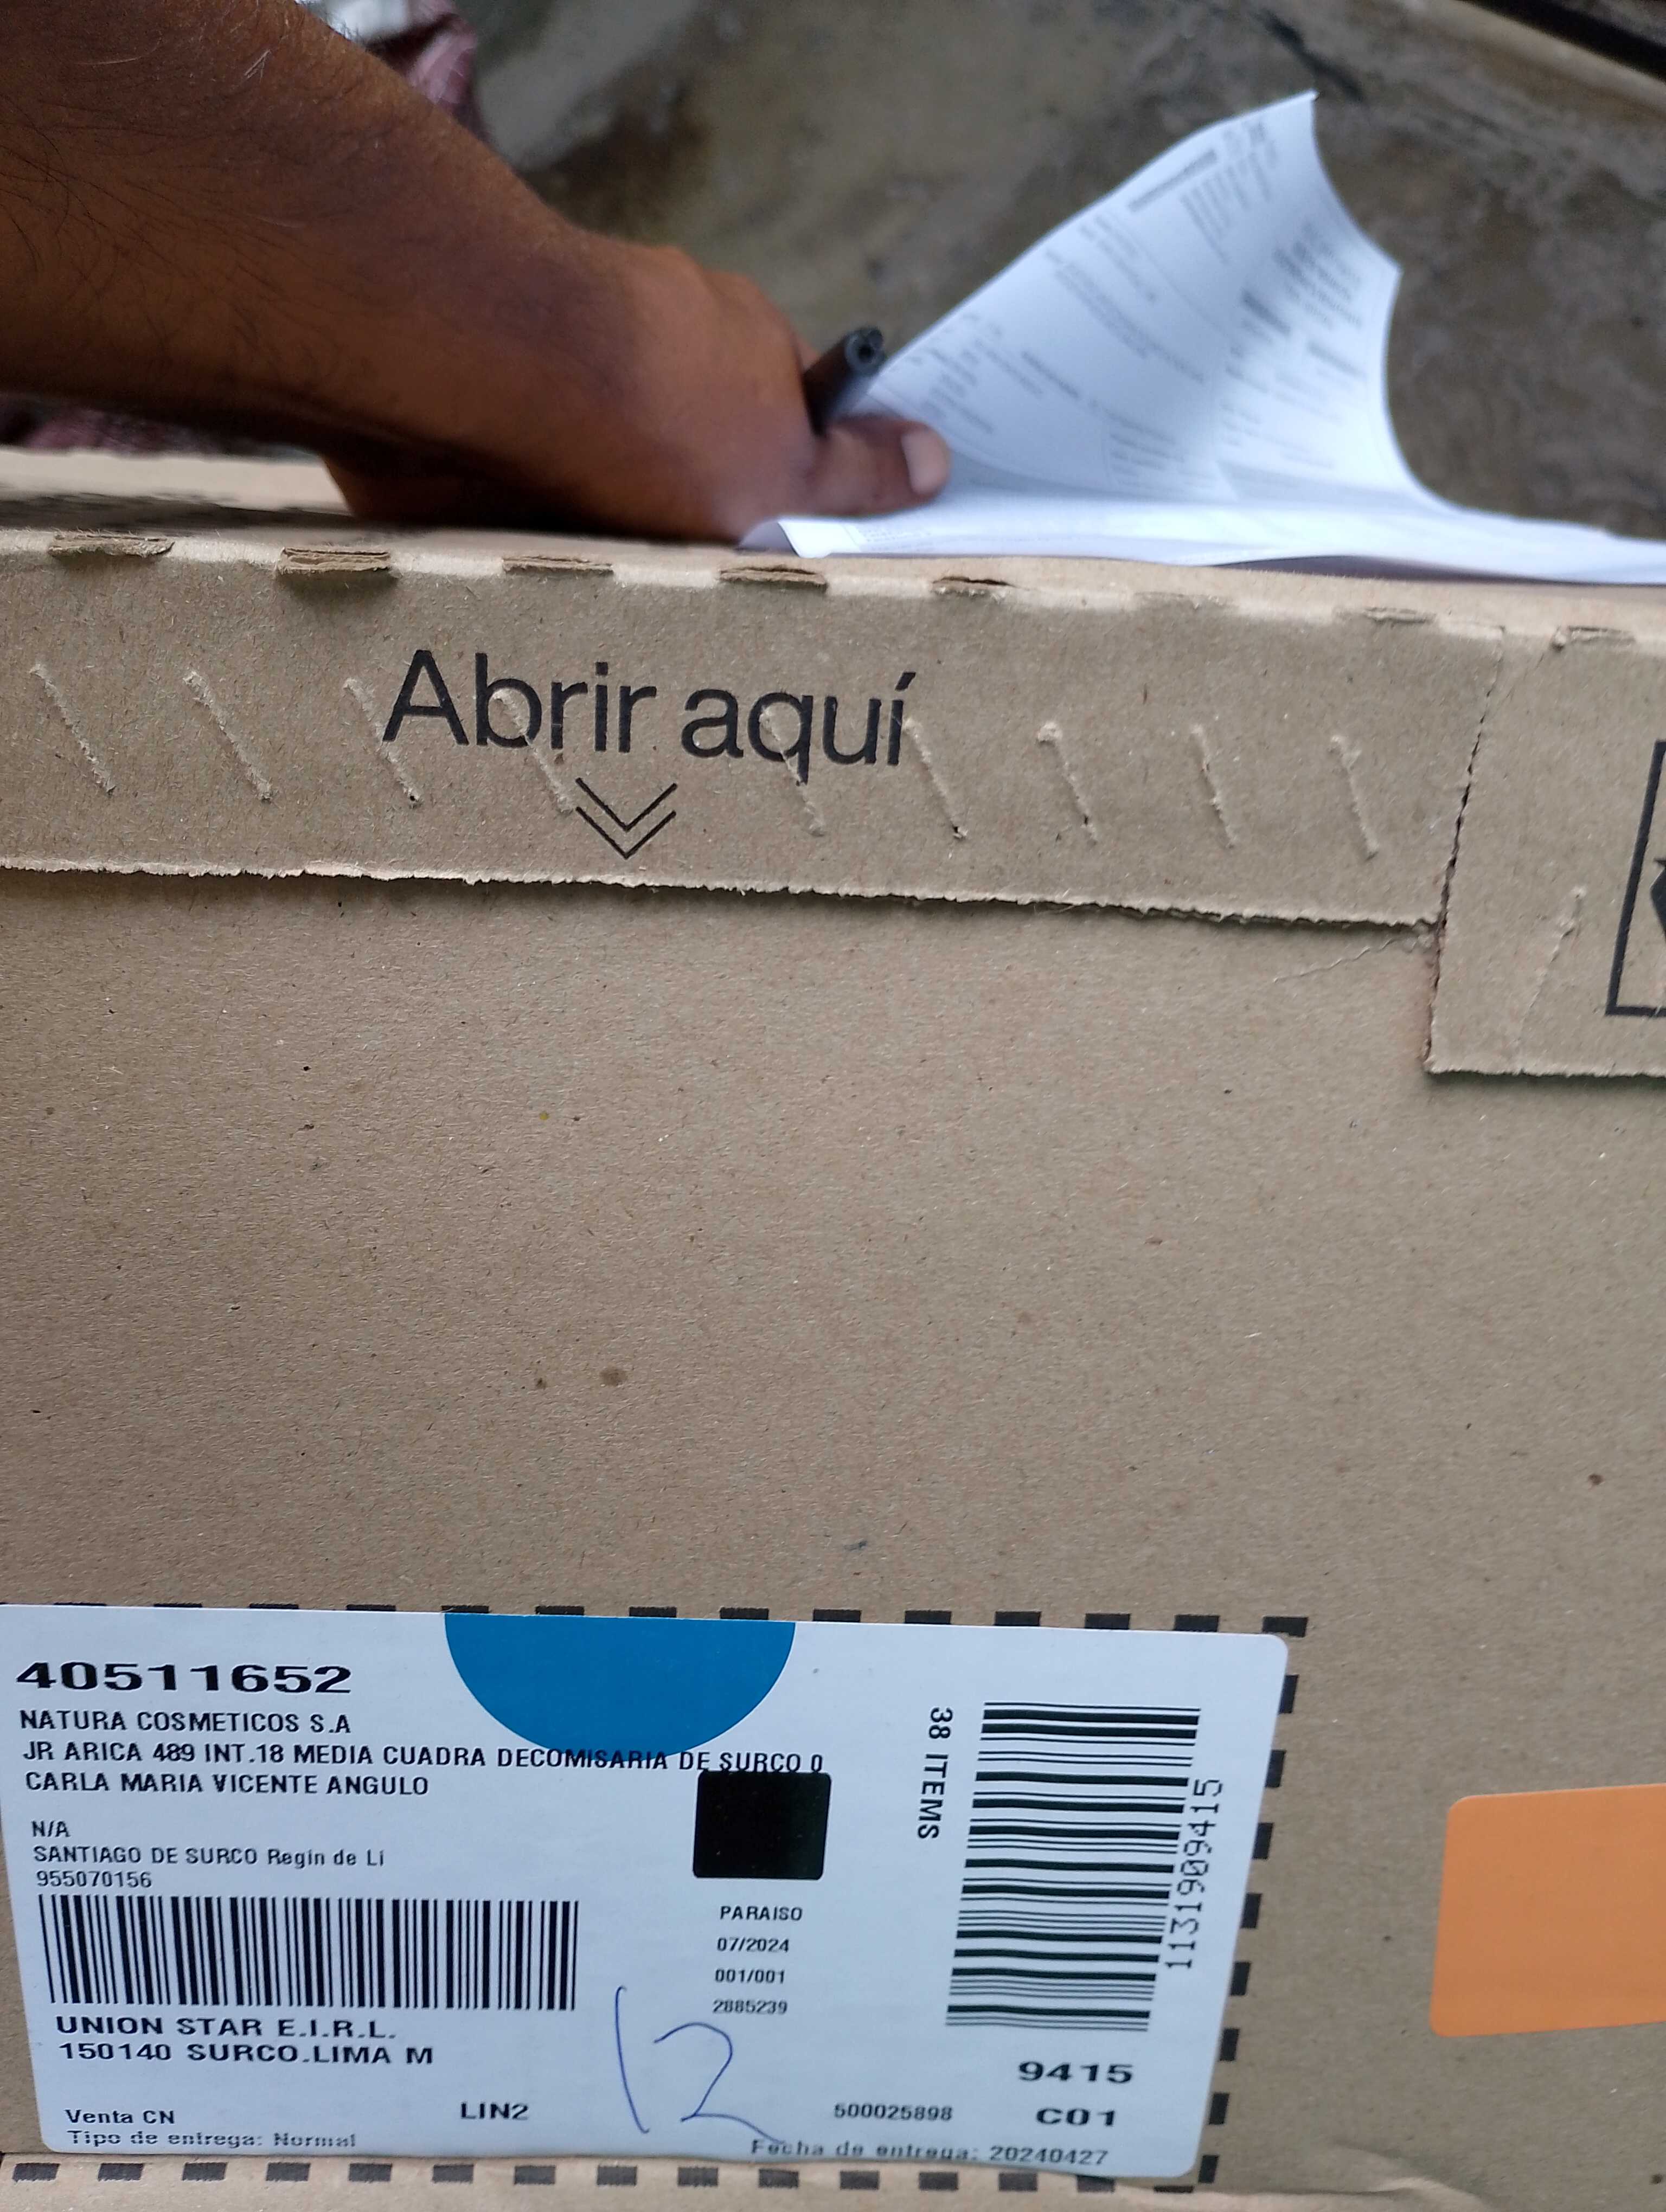 Abrir aquí
40511652
NATURA COSMETICOS S.A
JR ARICA 489 INT.18 MEDIA CUADRA DECOMISARIA DE SURCO 0
CARLA MARIA VICENTE ANGULO
N/A
SANTIAGO DE SURCO Regin de Li
955070156
UNION STAR E.I.R.L.
150140 SURCO.LIMA M
Venta CN
LIN2
Tipo de entrega: Normal
PARAISO
07/2024
001/001
2885239
12
38 ITEMS
1131909415
9415
500025898
C01
Fecha de entrega: 20240427